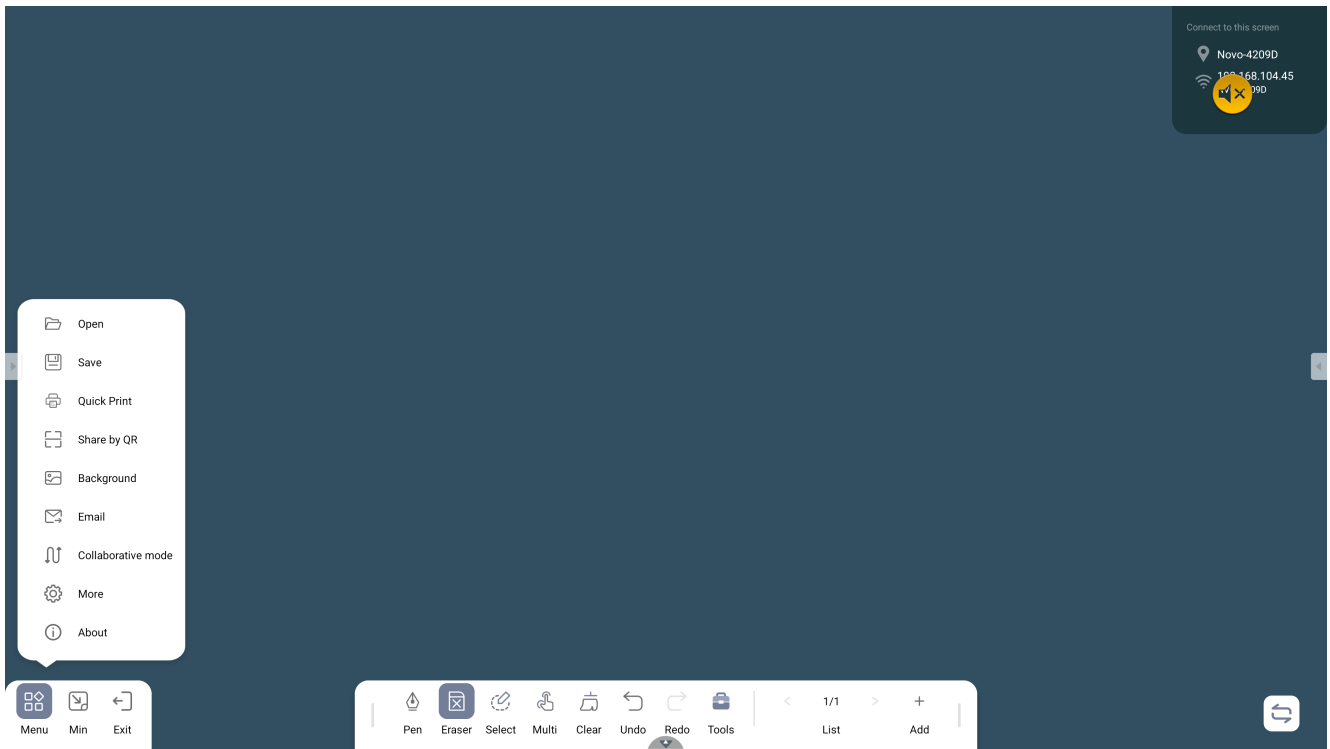 Connect to this screen
Novo-4209D
168.104.45
09D
Open
Save
Quick Print
Share by QR
Background
Email
Collaborative mode
More
About
Menu
Min
Exit
Pen
Eraser
Select
Multi
Clear
Undo
Redo
Tools
<
1/1
>
+
List
Add